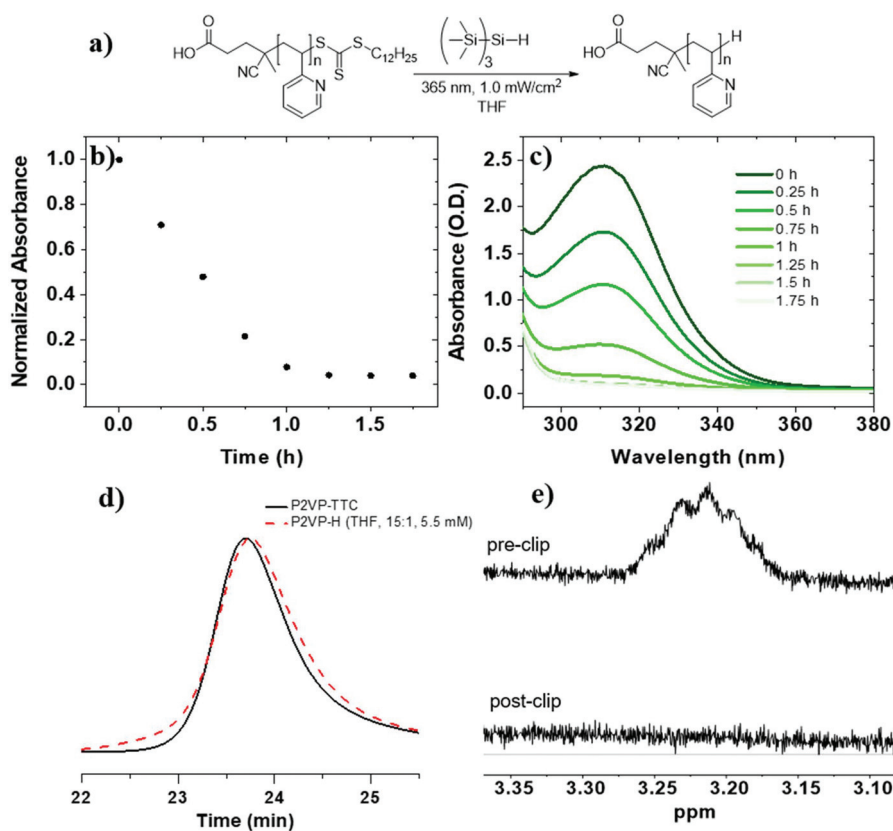 a)
O
HO
NC
n
N
S
S
C12H25
S
Si
Si—H
3
365 nm, 1.0 mW/cm²
THF
O
HO
NC
H
n
N
b)
1.0
0.8
0.6
0.4
0.2
0.0
Normalized Absorbance
0.0
0.5
1.0
1.5
Time (h)
c)
2.5
2.0
1.5
1.0
0.5
0.0
Absorbance (O.D.)
0 h
0.25 h
0.5 h
0.75 h
1 h
1.25 h
1.5 h
1.75 h
300
320
340
360
380
Wavelength (nm)
d)
P2VP-TTC
P2VP-H (THF, 15:1, 5.5 mM)
22
23
24
25
Time (min)
e)
pre-clip
post-clip
3.35
3.30
3.25
3.20
3.15
3.10
ppm